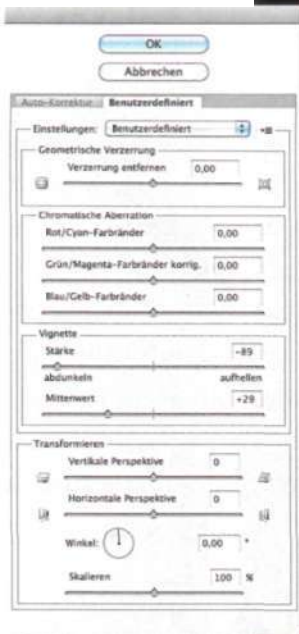 OK
Abbrechen
Auto-Korrektur Benutzerdefiniert
Einstellungen: Benutzerdefiniert
Geometrische Verzerrung
Verzerrung entfernen 0,00
Chromatische Aberration
Rot/Cyan-Farbränder 0,00
Grün/Magenta-Farbränder korrig. 0,00
Blau/Gelb-Farbränder 0,00
Vignette
Stärke -89
abdunkeln aufhellen
Mittenwert +29
Transformieren
Vertikale Perspektive 0
Horizontale Perspektive 0
Winkel: 0,00 °
Skalieren 100 %